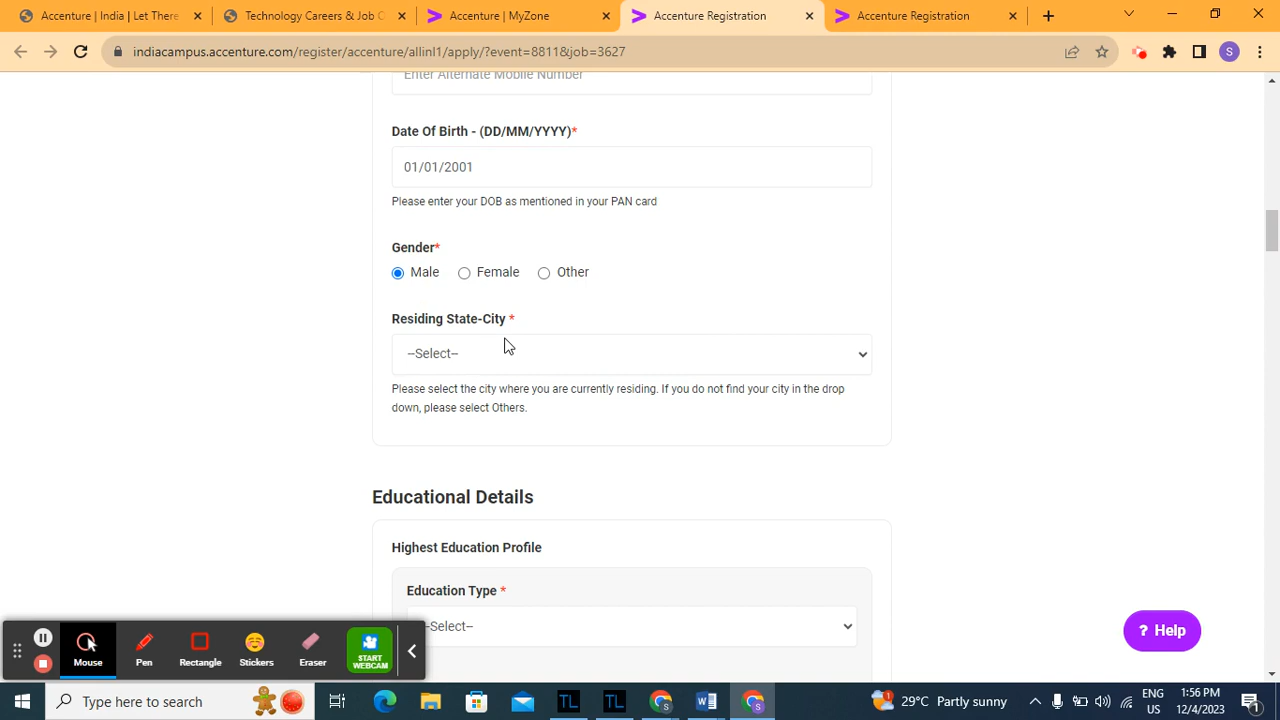 Accenture | India | Let There
Technology Careers & Job O
Accenture | MyZone
Accenture Registration
Accenture Registration
indiacampus.accenture.com/register/accenture/allinl1/apply/?event=8811&job=3627
S
Enter Alternate Mobile Number
Date Of Birth - (DD/MM/YYYY)*
01/01/2001
Please enter your DOB as mentioned in your PAN card
Gender*
Male
Female
Other
Residing State-City *
--Select--
Please select the city where you are currently residing. If you do not find your city in the drop
down, please select Others.
Educational Details
Highest Education Profile
Education Type *
--Select--
? Help
Mouse
Pen
Rectangle
Stickers
Eraser
START
WEBCAM
Type here to search
TL
TL
29°C Partly sunny
ENG
US
1:56 PM
12/4/2023
1